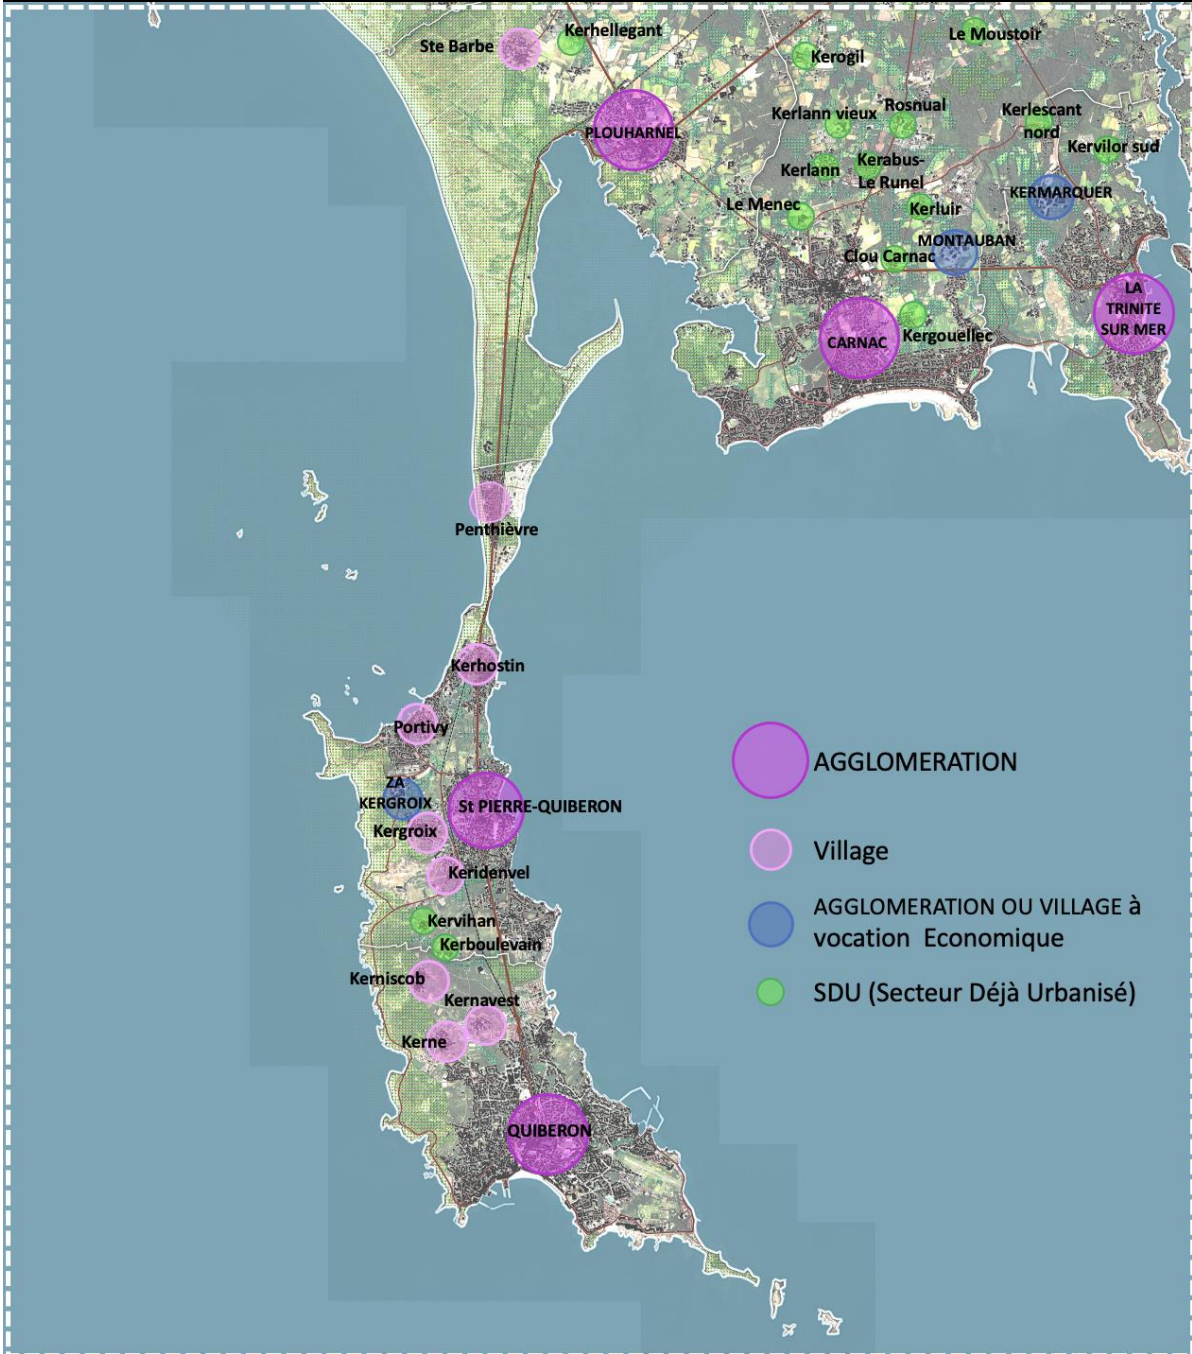 Ste Barbe
Kerhellegant
Le Moustoir
Kerogil
PLOUHARNEL
Kerlann vieux
Rosnual
Kerlescant
nord
Kervilor sud
Kerlann
Kerabus-
Le Runel
KERMARQUER
Le Menec
Kerluir
MONTAUBAN
Clou Carnac
LA
TRINITE
SUR MER
CARNAC
Kergouellec
Penthièvre
Kerhostin
Portivy
ZA
KERGROIX
St PIERRE-QUIBERON
Kergroix
Keridenvel
Kervihan
Kerboulevain
Kerniscob
Kernavest
Kerne
QUIBERON
AGGLOMERATION
Village
AGGLOMERATION OU VILLAGE à
vocation Economique
SDU (Secteur Déjà Urbanisé)